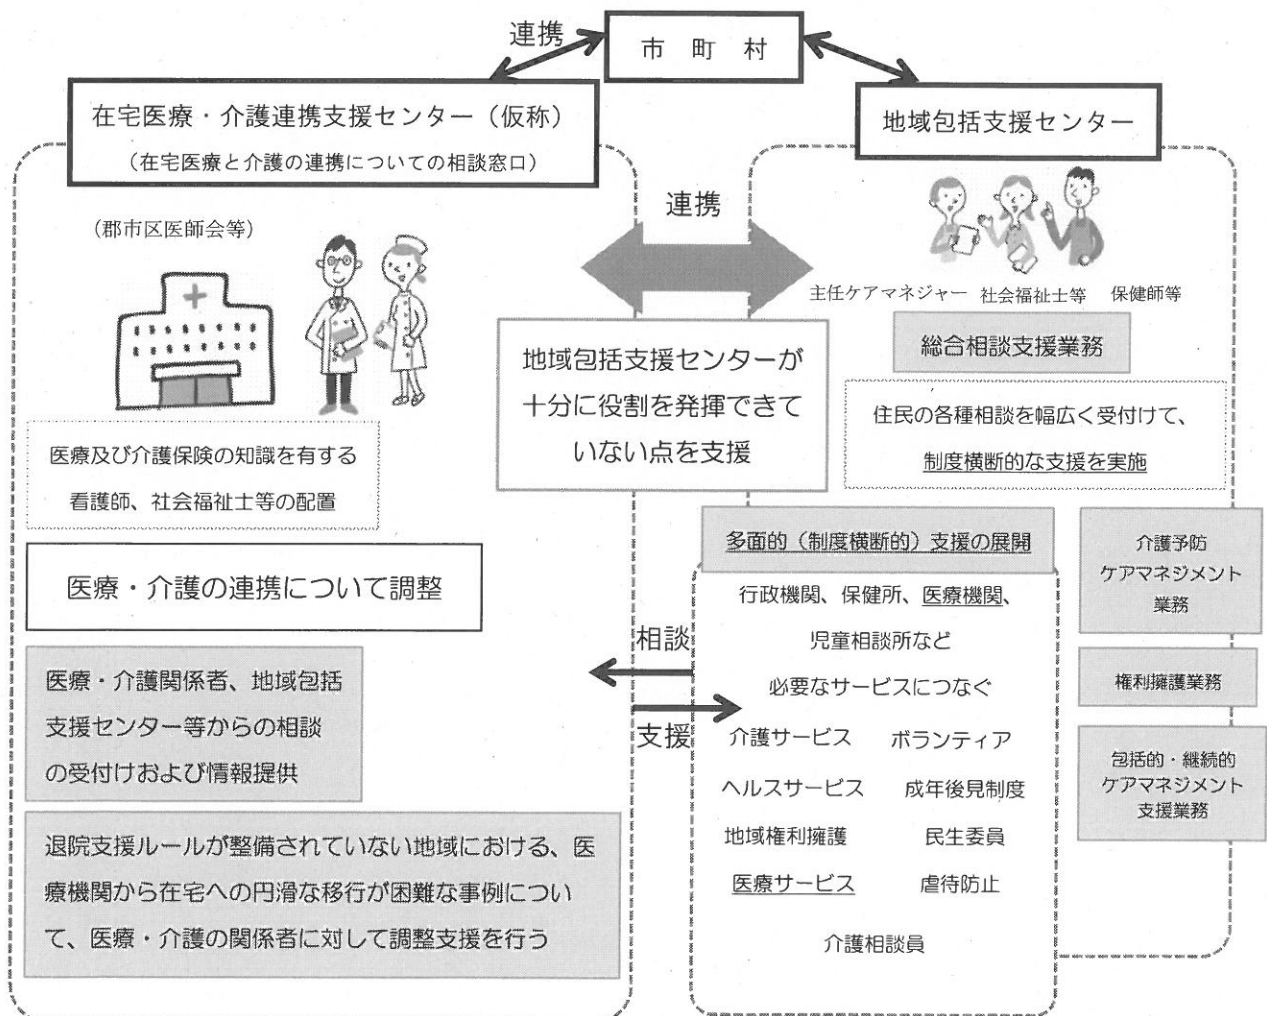 市 町 村
連携
在宅医療・介護連携支援センター（仮称）
（在宅医療と介護の連携についての相談窓口）
（郡市区医師会等）
医療及び介護保険の知識を有する
看護師、社会福祉士等の配置
医療・介護の連携について調整
医療・介護関係者、地域包括
支援センター等からの相談
の受付けおよび情報提供
退院支援ルールが整備されていない地域における、医
療機関から在宅への円滑な移行が困難な事例につい
て、医療・介護の関係者に対して調整支援を行う
連携
地域包括支援センターが
十分に役割を発揮できて
いない点を支援
相談
支援
地域包括支援センター
主任ケアマネジャー 社会福祉士等 保健師等
総合相談支援業務
住民の各種相談を幅広く受付けて、
制度横断的な支援を実施
多面的（制度横断的）支援の展開
行政機関、保健所、医療機関、
児童相談所など
必要なサービスにつなぐ
介護サービス ボランティア
ヘルスサービス 成年後見制度
地域権利擁護 民生委員
医療サービス 虐待防止
介護相談員
介護予防
ケアマネジメント
業務
権利擁護業務
包括的・継続的
ケアマネジメント
支援業務